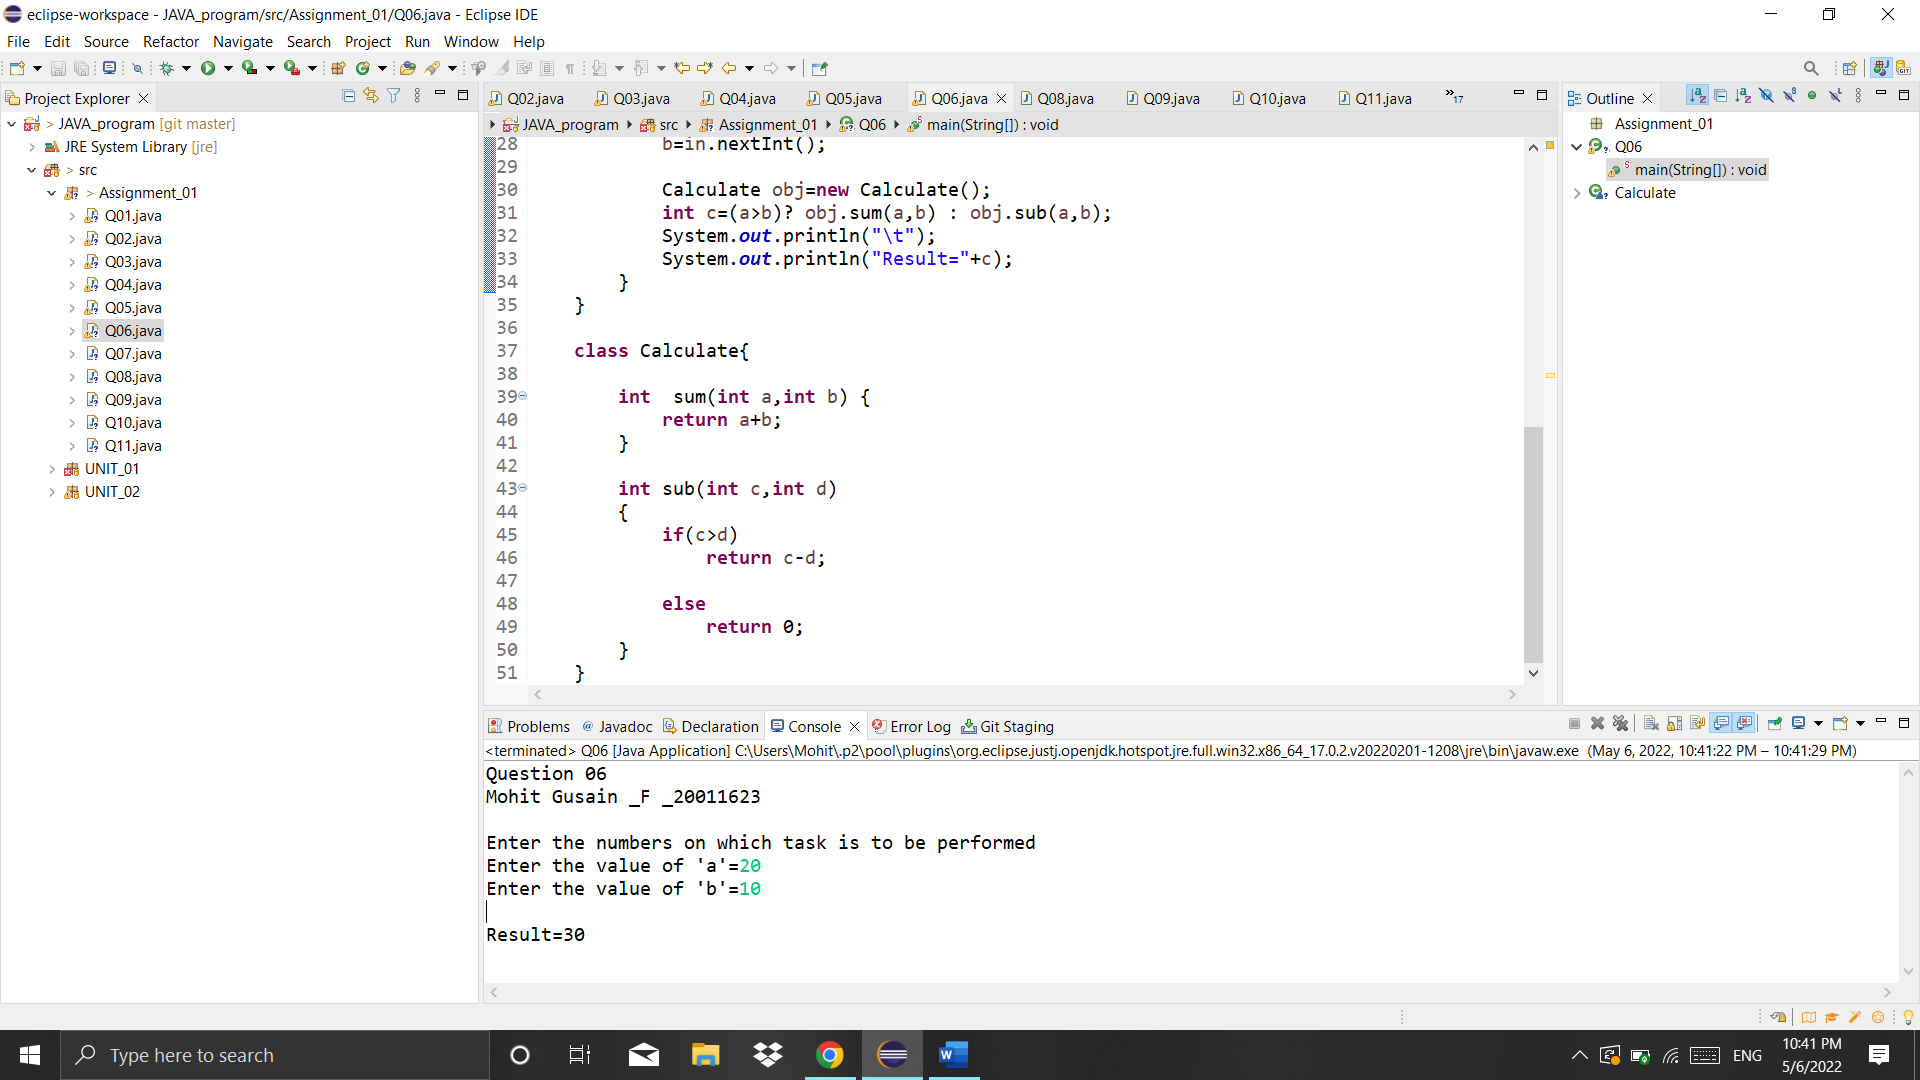 eclipse-workspace - JAVA_program/src/Assignment_01/Q06.java - Eclipse IDE
File Edit Source Refactor Navigate Search Project Run Window Help
Project Explorer
> JAVA_program [git master]
JRE System Library [jre]
> src
> Assignment_01
Q01.java
Q02.java
Q03.java
Q04.java
Q05.java
Q06.java
Q07.java
Q08.java
Q09.java
Q10.java
Q11.java
UNIT_01
UNIT_02
Q02.java Q03.java Q04.java Q05.java Q06.java Q08.java Q09.java Q10.java Q11.java »17
JAVA_program src Assignment_01 Q06 main(String[]) : void
28 b=in.nextInt();
29
30 Calculate obj=new Calculate();
31 int c=(a>b)? obj.sum(a,b) : obj.sub(a,b);
32 System.out.println("\t");
33 System.out.println("Result="+c);
34 }
35 }
36
37 class Calculate{
38
39 int  sum(int a,int b) {
40 return a+b;
41 }
42
43 int sub(int c,int d)
44 {
45 if(c>d)
46 return c-d;
47
48 else
49 return 0;
50 }
51 }
Outline
Assignment_01
Q06
main(String[]) : void
Calculate
Problems @ Javadoc Declaration Console Error Log Git Staging
<terminated> Q06 [Java Application] C:\Users\Mohit\.p2\pool\plugins\org.eclipse.justj.openjdk.hotspot.jre.full.win32.x86_64_17.0.2.v20220201-1208\jre\bin\javaw.exe (May 6, 2022, 10:41:22 PM – 10:41:29 PM)
Question 06
Mohit Gusain _F _20011623
Enter the numbers on which task is to be performed
Enter the value of 'a'=20
Enter the value of 'b'=10
Result=30
Type here to search
ENG
10:41 PM
5/6/2022